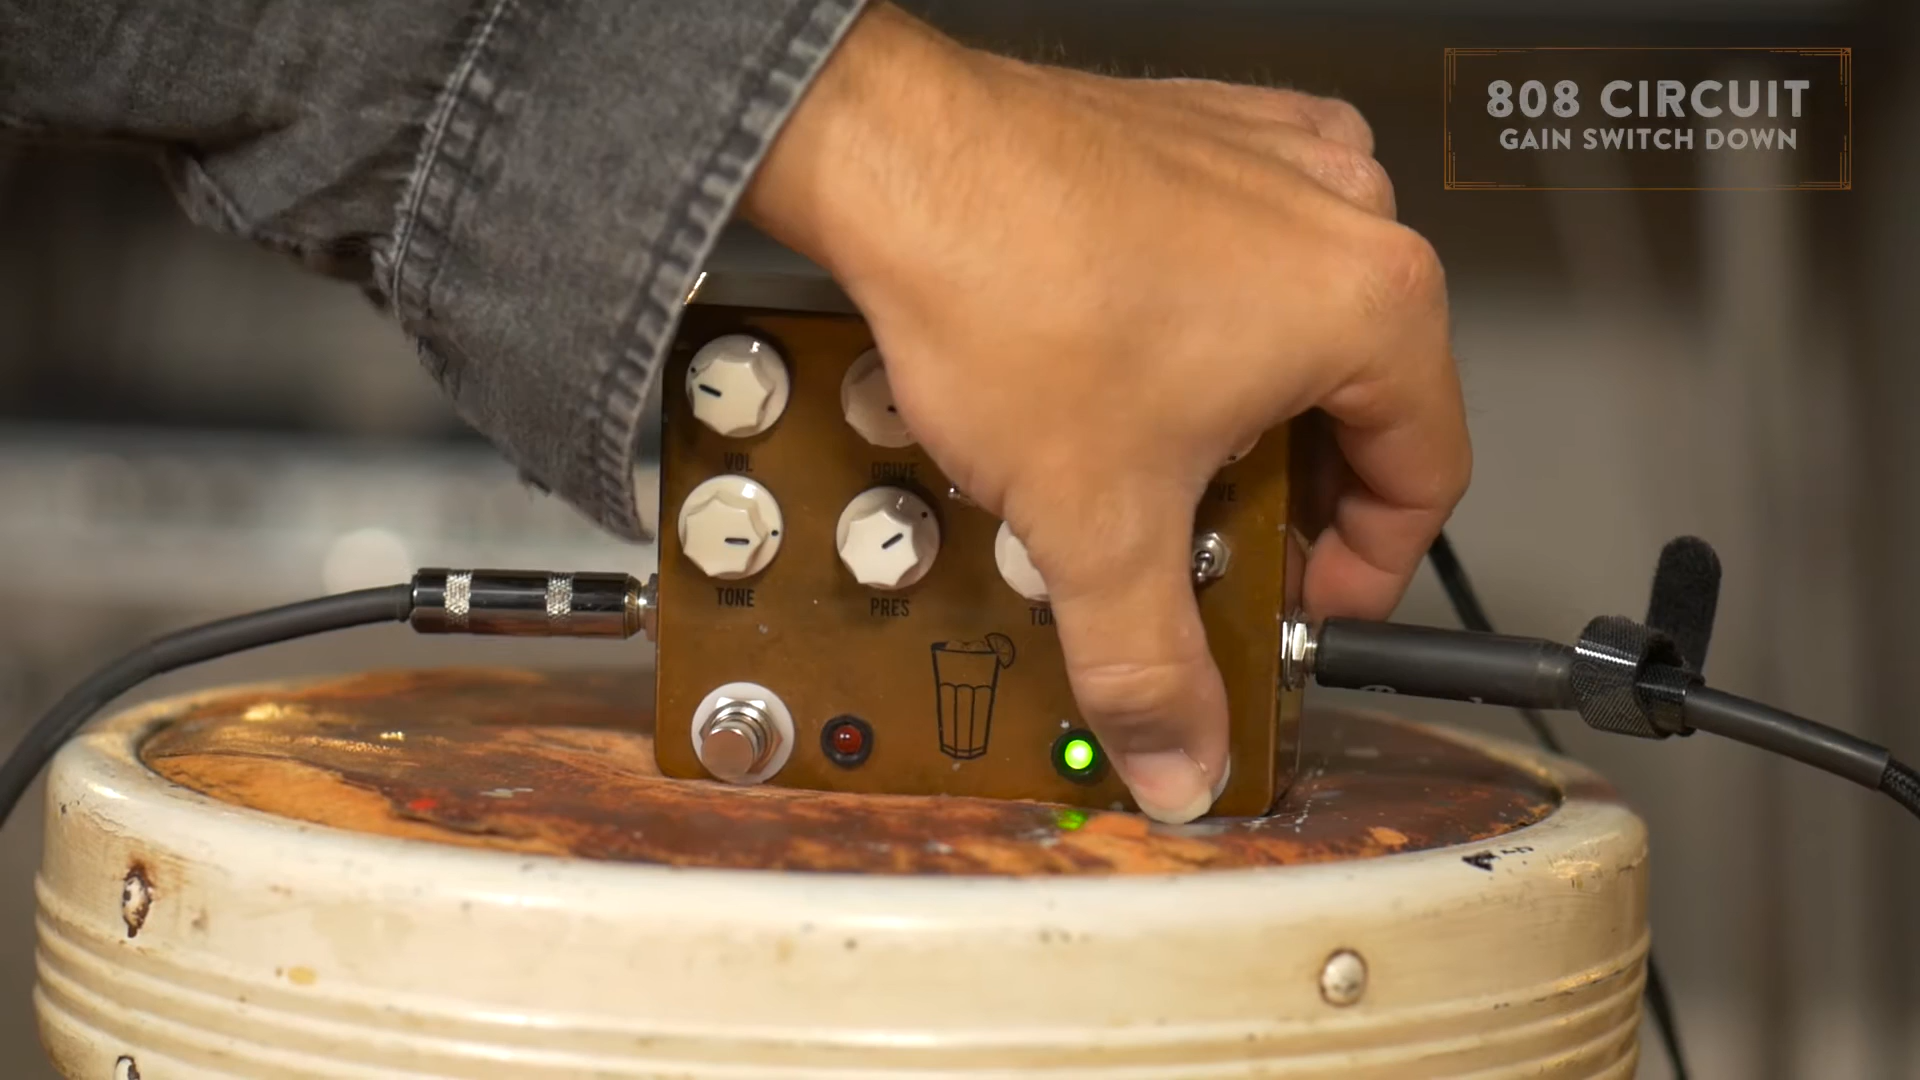 808 CIRCUIT
GAIN SWITCH DOWN
VOL
DRIVE
TONE
PRES